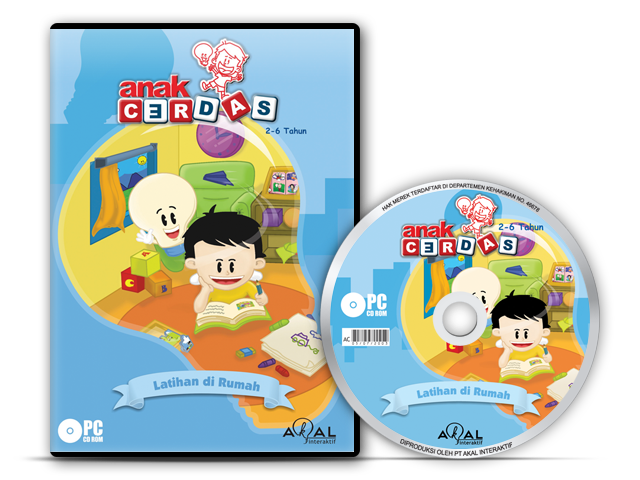 anak
CERDAS
2-6 Tahun
Latihan di Rumah
PC
CD ROM
AKAL
interaktif
HAK MEREK TERDAFTAR DI DEPARTEMEN KEHAKIMAN NO. 48676
anak
CERDAS
2-6 Tahun
PC
CD ROM
AC
Latihan di Rumah
AKAL
interaktif
DIPRODUKSI OLEH PT AKAL INTERAKTIF